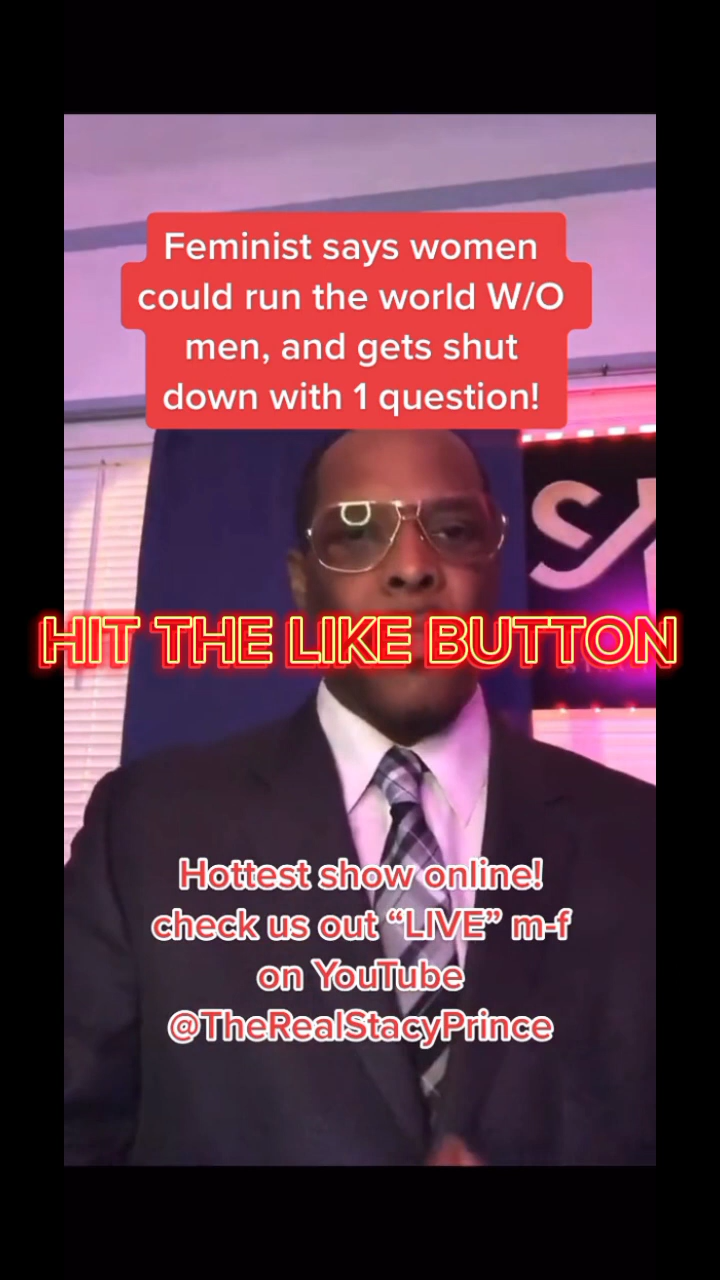 Feminist says women
could run the world W/O
men, and gets shut
down with 1 question!
HIT THE LIKE BUTTON
Hottest show online!
check us out “LIVE” m-f
on YouTube
@TheRealStacyPrince